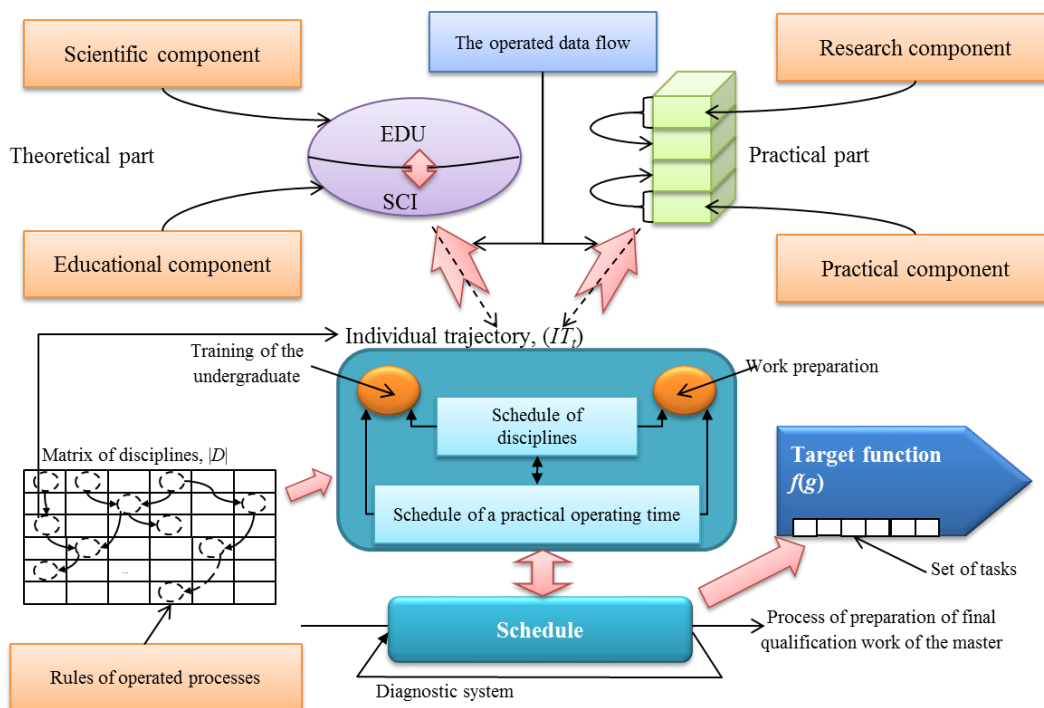 Scientific component
The operated data flow
Research component
EDU
SCI
Theoretical part
Practical part
Educational component
Practical component
Individual trajectory, (ITₜ)
Training of the
undergraduate
Work preparation
Schedule of
disciplines
Schedule of a practical operating time
Matrix of disciplines, |D|
...
Target function
f(g)
Set of tasks
Schedule
Process of preparation of final
qualification work of the master
Rules of operated processes
Diagnostic system